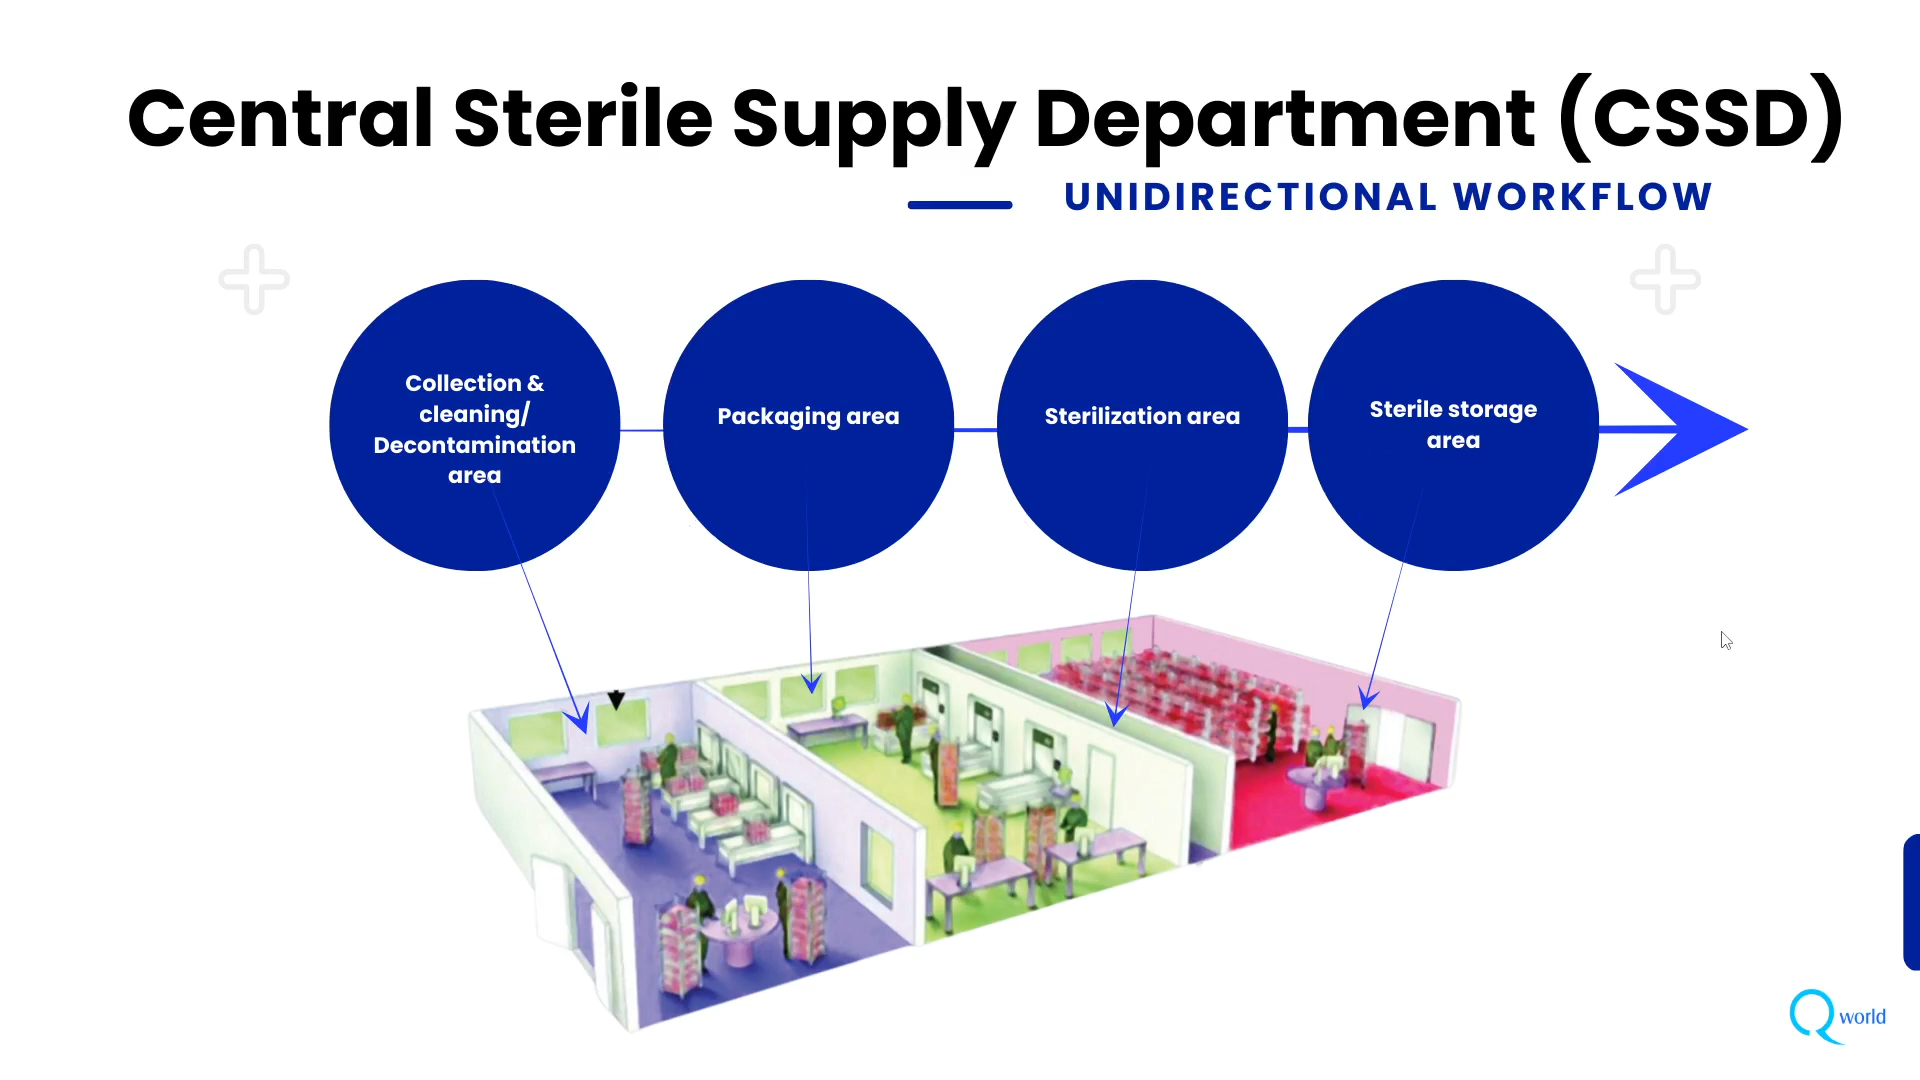 Central Sterile Supply Department (CSSD)
UNIDIRECTIONAL WORKFLOW
Collection &
cleaning/
Decontamination
area
Packaging area
Sterilization area
Sterile storage
area
Q world